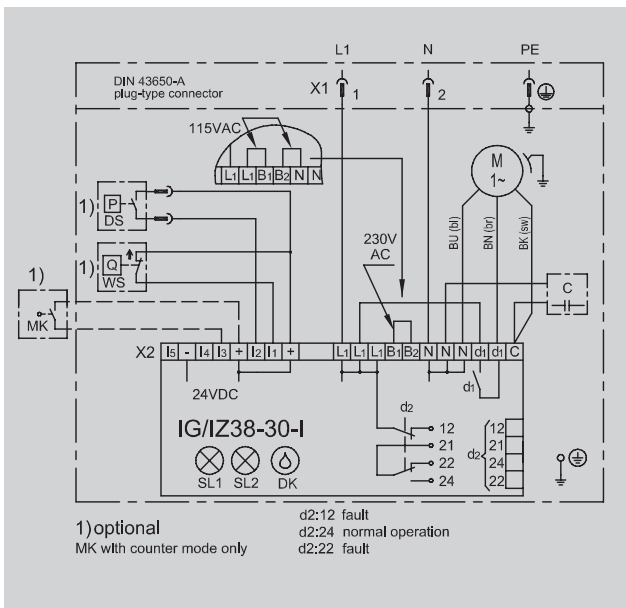 L1 N PE
DIN 43650-A
plug-type connector
X1 1 2
115VAC
L1 L1 B1 B2 N N
M
1~
1) P
DS
BU (bl) BN (br) BK (sw)
230V
AC
1) Q
WS
C
1)
MK
X2 I5 - I4 I3 + I2 I1 + L1 L1 L1 B1 B2 N N N d1 d1 C
24VDC
d1
d2
IG/IZ38-30-I
12
21
22
24
d2
12
21
24
22
SL1 SL2 DK
1) optional
MK with counter mode only
d2:12 fault
d2:24 normal operation
d2:22 fault